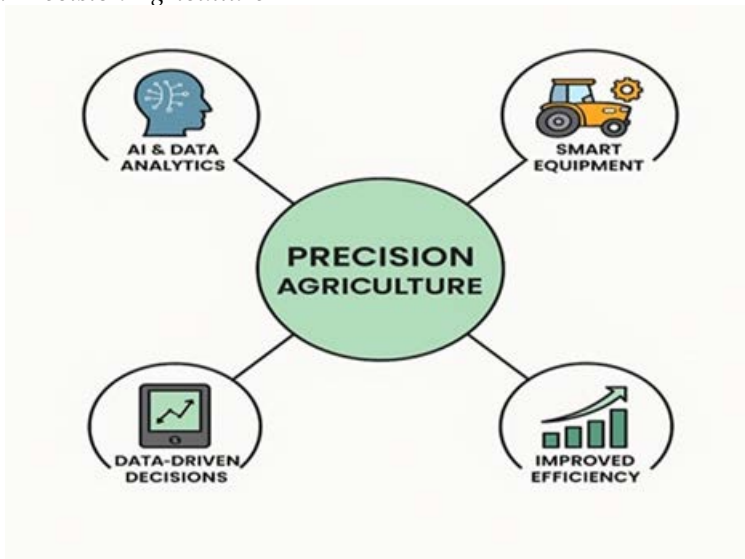 AI & DATA
ANALYTICS
SMART
EQUIPMENT
PRECISION
AGRICULTURE
DATA-DRIVEN
DECISIONS
IMPROVED
EFFICIENCY